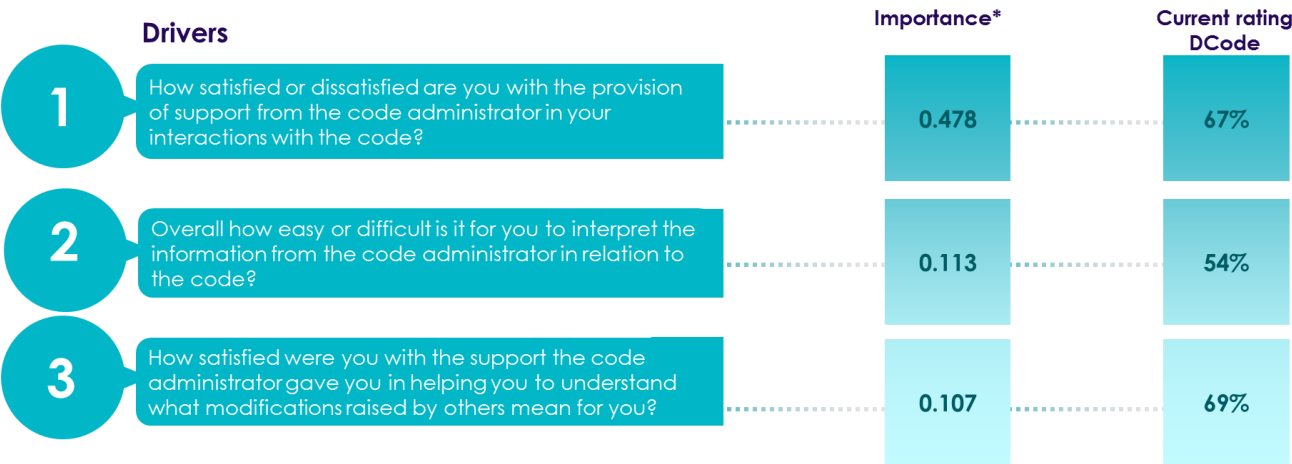 Drivers
Importance*
Current rating
DCode
1
How satisfied or dissatisfied are you with the provision
of support from the code administrator in your
interactions with the code?
0.478
67%
2
Overall how easy or difficult is it for you to interpret the
information from the code administrator in relation to
the code?
0.113
54%
3
How satisfied were you with the support the code
administrator gave you in helping you to understand
what modifications raised by others mean for you?
0.107
69%